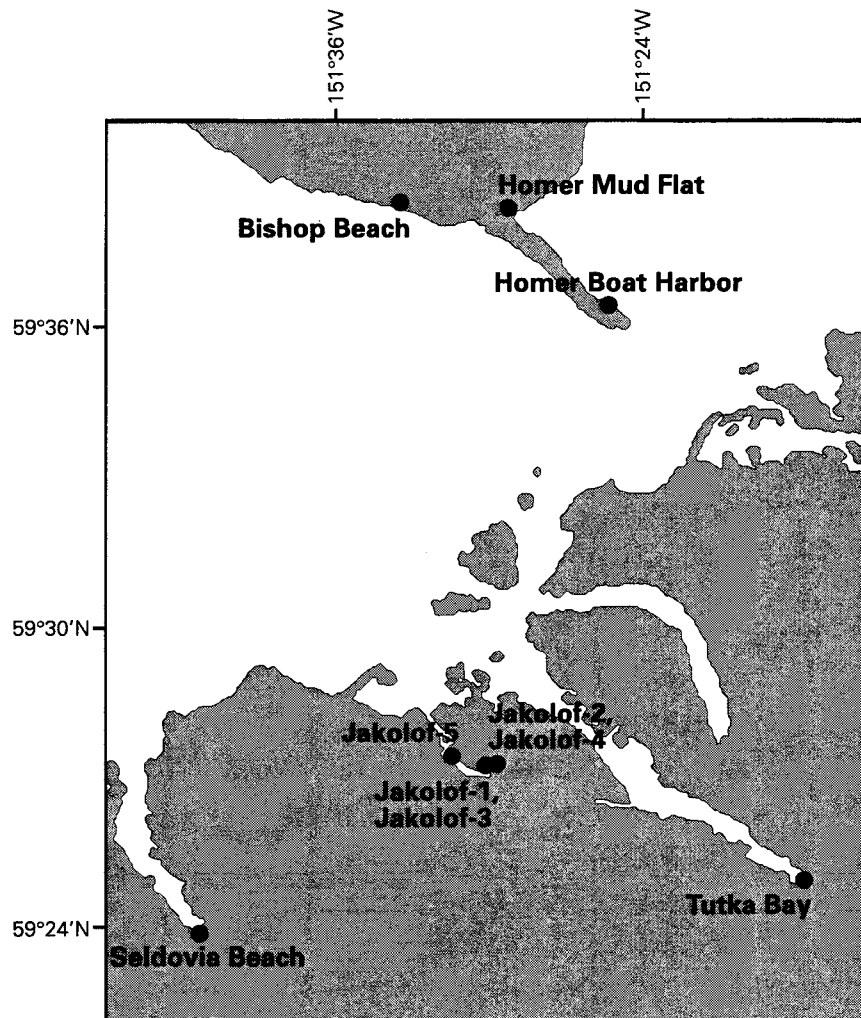 151°36'W
151°24'W
Homer Mud Flat
Bishop Beach
Homer Boat Harbor
59°36'N
59°30'N
Jakolof-2,
Jakolof-5
Jakolof-4
Jakolof-1,
Jakolof-3
Tutka Bay
59°24'N
Seldovia Beach